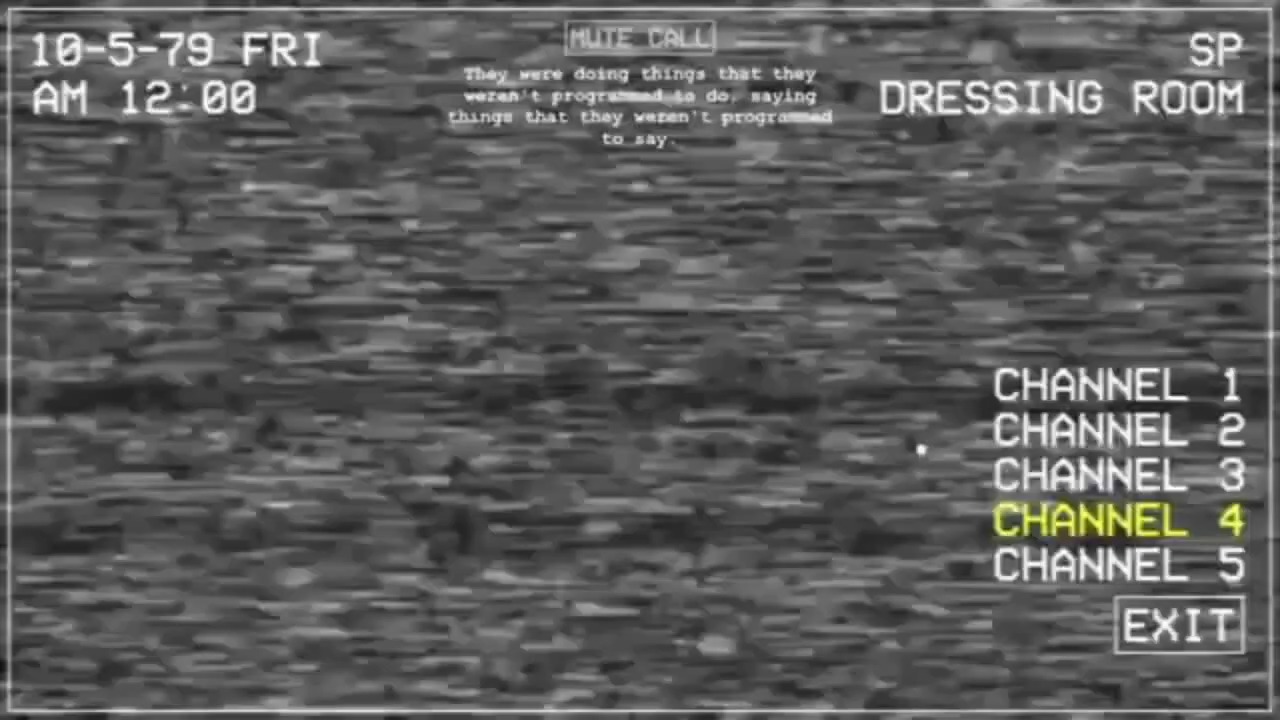 10-5-79 FRI
AM 12:00
MUTE CALL
They were doing things that they
weren't programmed to do, saying
things that they weren't programmed
to say.
SP
DRESSING ROOM
CHANNEL 1
CHANNEL 2
CHANNEL 3
CHANNEL 4
CHANNEL 5
EXIT